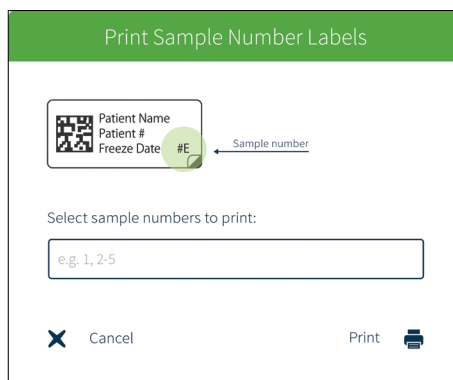 Print Sample Number Labels
Patient Name
Patient #
Freeze Date #E
Sample number
Select sample numbers to print:
e.g. 1, 2-5
Cancel
Print